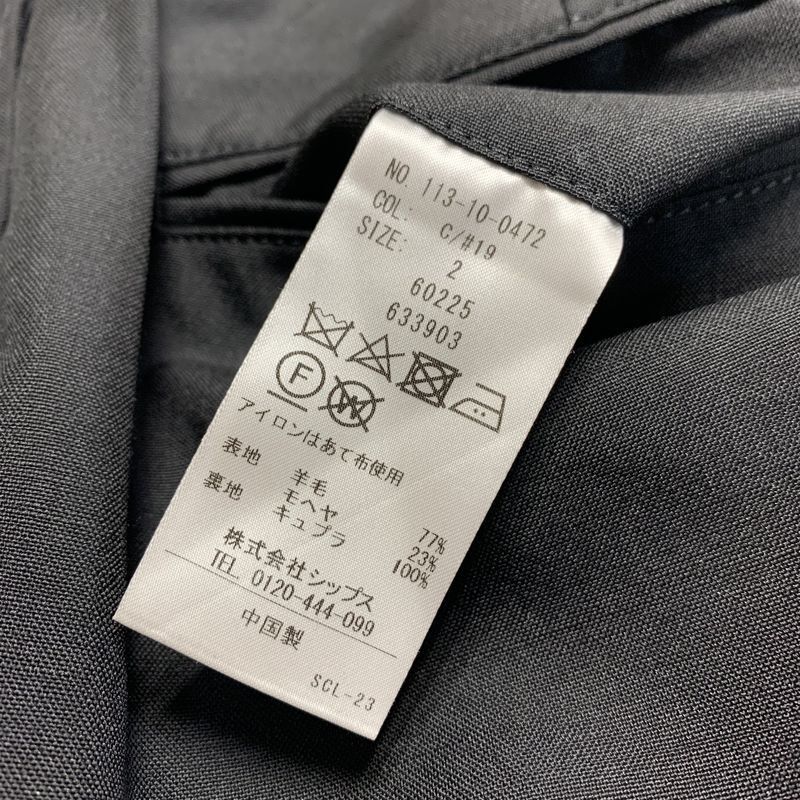 NO. 113-10-0472
COL: C/#19
SIZE: 2
60225
633903
F W
アイロンはあて布使用
表地 羊毛 77%
モヘヤ 23%
裏地 キュプラ 100%
株式会社シップス
TEL. 0120-444-099
中国製
SCL-23